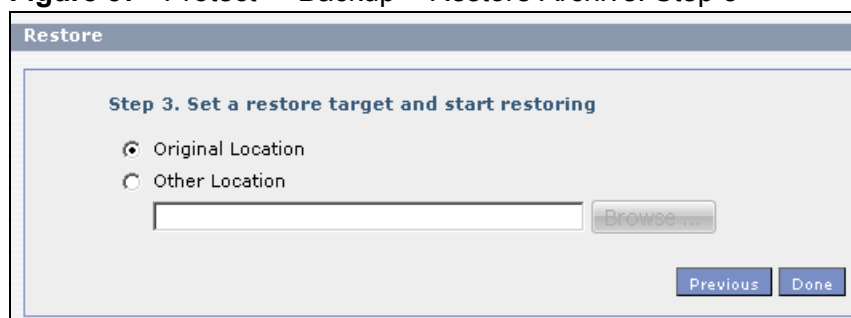 Restore
Step 3. Set a restore target and start restoring
Original Location
Other Location
Browse ...
Previous Done